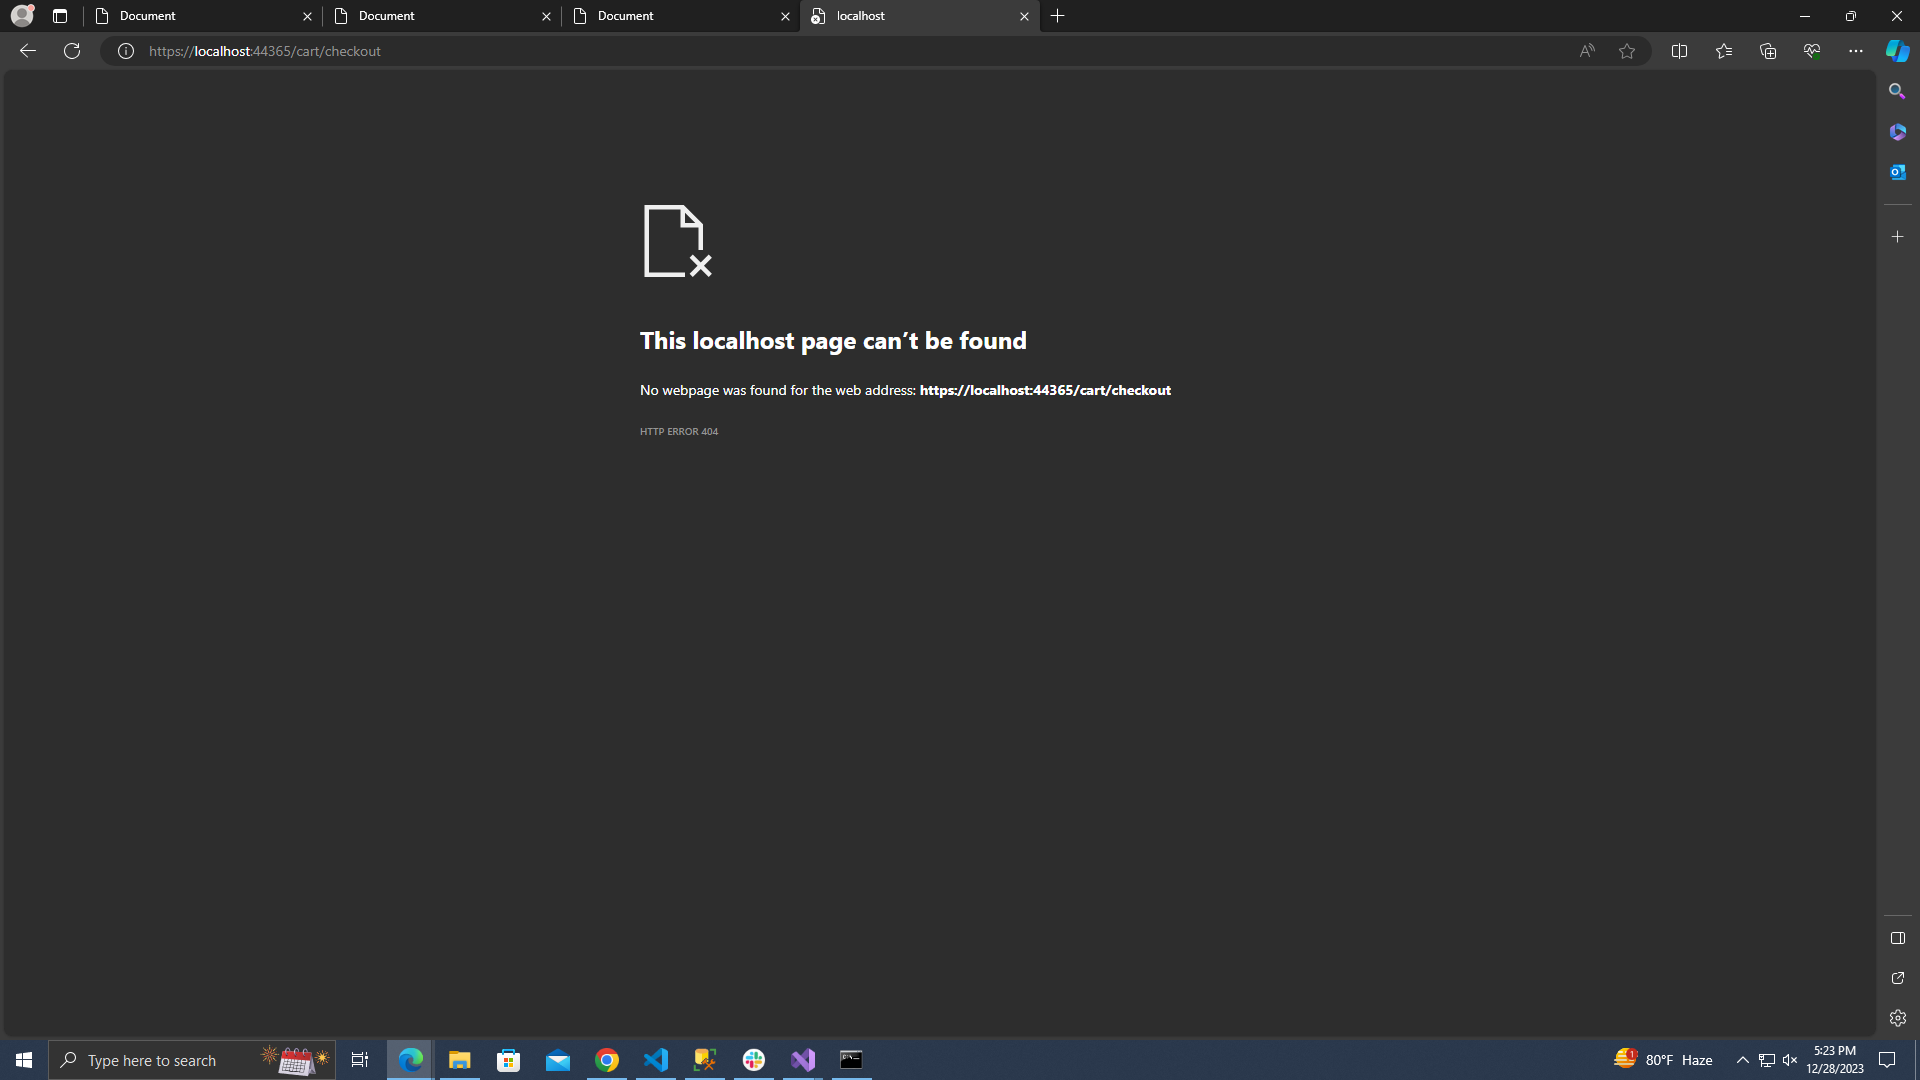 Document
Document
Document
localhost
https://localhost:44365/cart/checkout
This localhost page can’t be found
No webpage was found for the web address: https://localhost:44365/cart/checkout
HTTP ERROR 404
Type here to search
1
80°F Haze
5:23 PM
12/28/2023